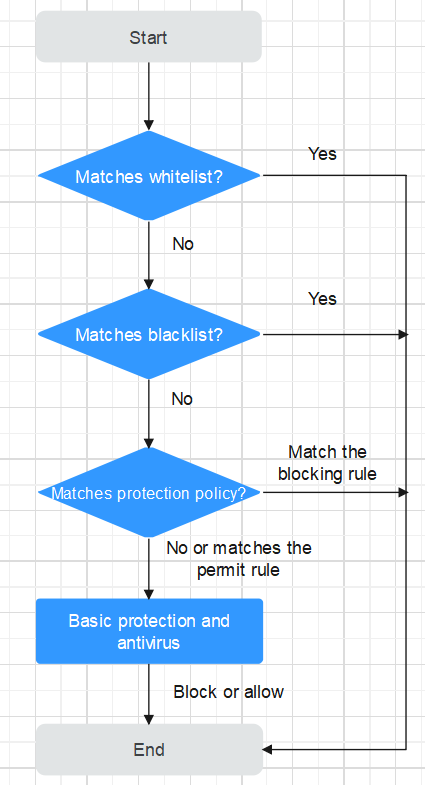 Start
Yes
Matches whitelist?
No
Yes
Matches blacklist?
No
Match the
blocking rule
Matches protection policy?
No or matches the
permit rule
Basic protection and
antivirus
Block or allow
End